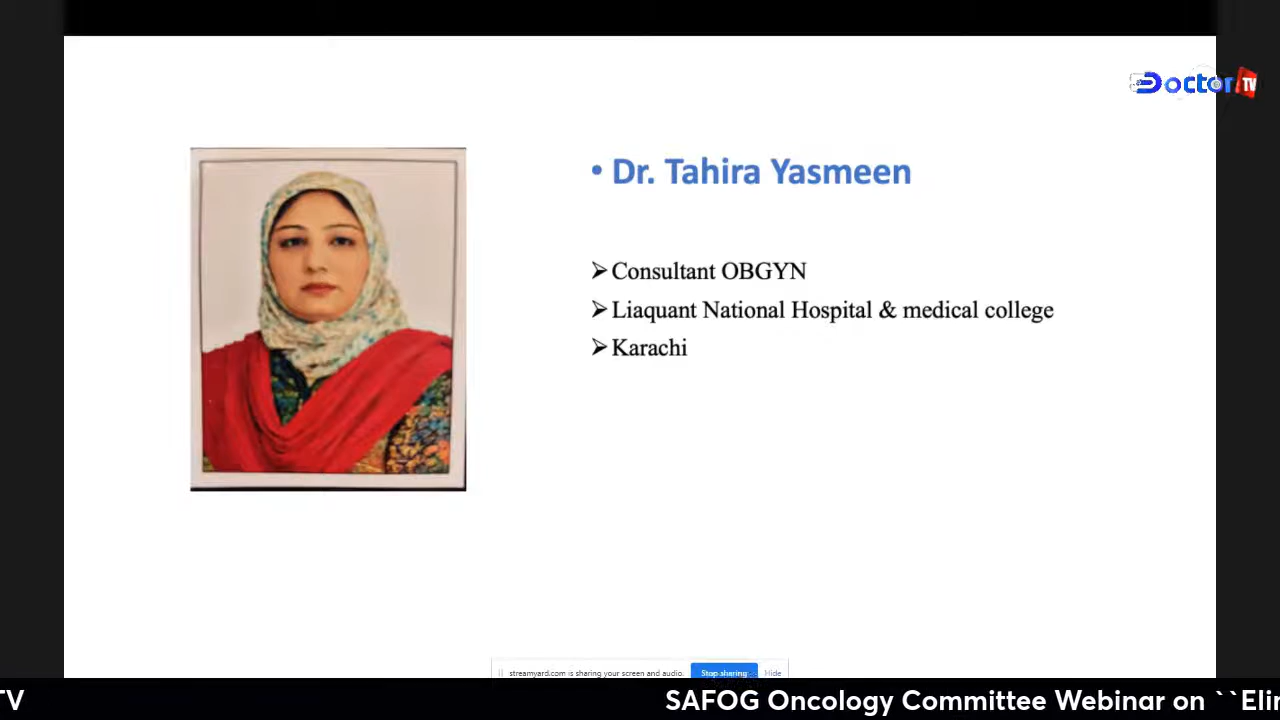 Doctor TV
• Dr. Tahira Yasmeen
➢ Consultant OBGYN
➢ Liaquant National Hospital & medical college
➢ Karachi
streamyard.com is sharing your screen and audio. Stop sharing Hide
TV SAFOG Oncology Committee Webinar on ``Elin